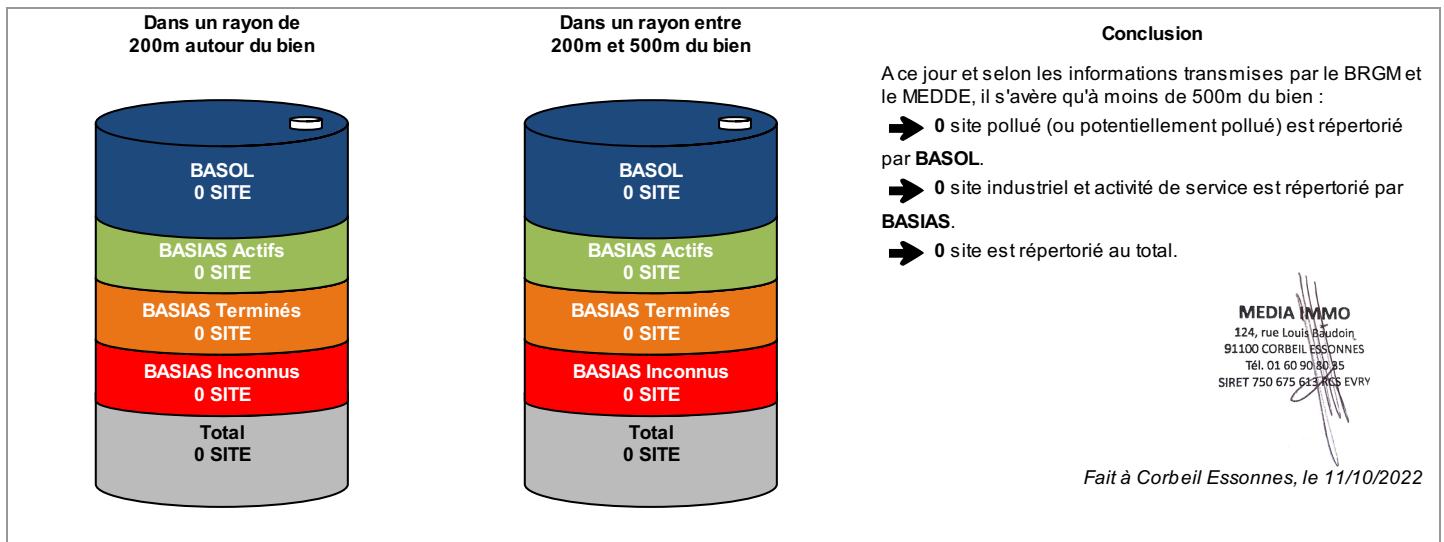 Dans un rayon de
200m autour du bien
BASOL
0 SITE
BASIAS Actifs
0 SITE
BASIAS Terminés
0 SITE
BASIAS Inconnus
0 SITE
Total
0 SITE
Dans un rayon entre
200m et 500m du bien
BASOL
0 SITE
BASIAS Actifs
0 SITE
BASIAS Terminés
0 SITE
BASIAS Inconnus
0 SITE
Total
0 SITE
Conclusion
A ce jour et selon les informations transmises par le BRGM et
le MEDDE, il s'avère qu'à moins de 500m du bien :
0 site pollué (ou potentiellement pollué) est répertorié
par BASOL.
0 site industriel et activité de service est répertorié par
BASIAS.
0 site est répertorié au total.
MEDIA IMMO
124, rue Louis Baudoin
91100 CORBEIL ESSONNES
Tél. 01 60 90 80 85
SIRET 750 675 613 RCS EVRY
Fait à Corbeil Essonnes, le 11/10/2022